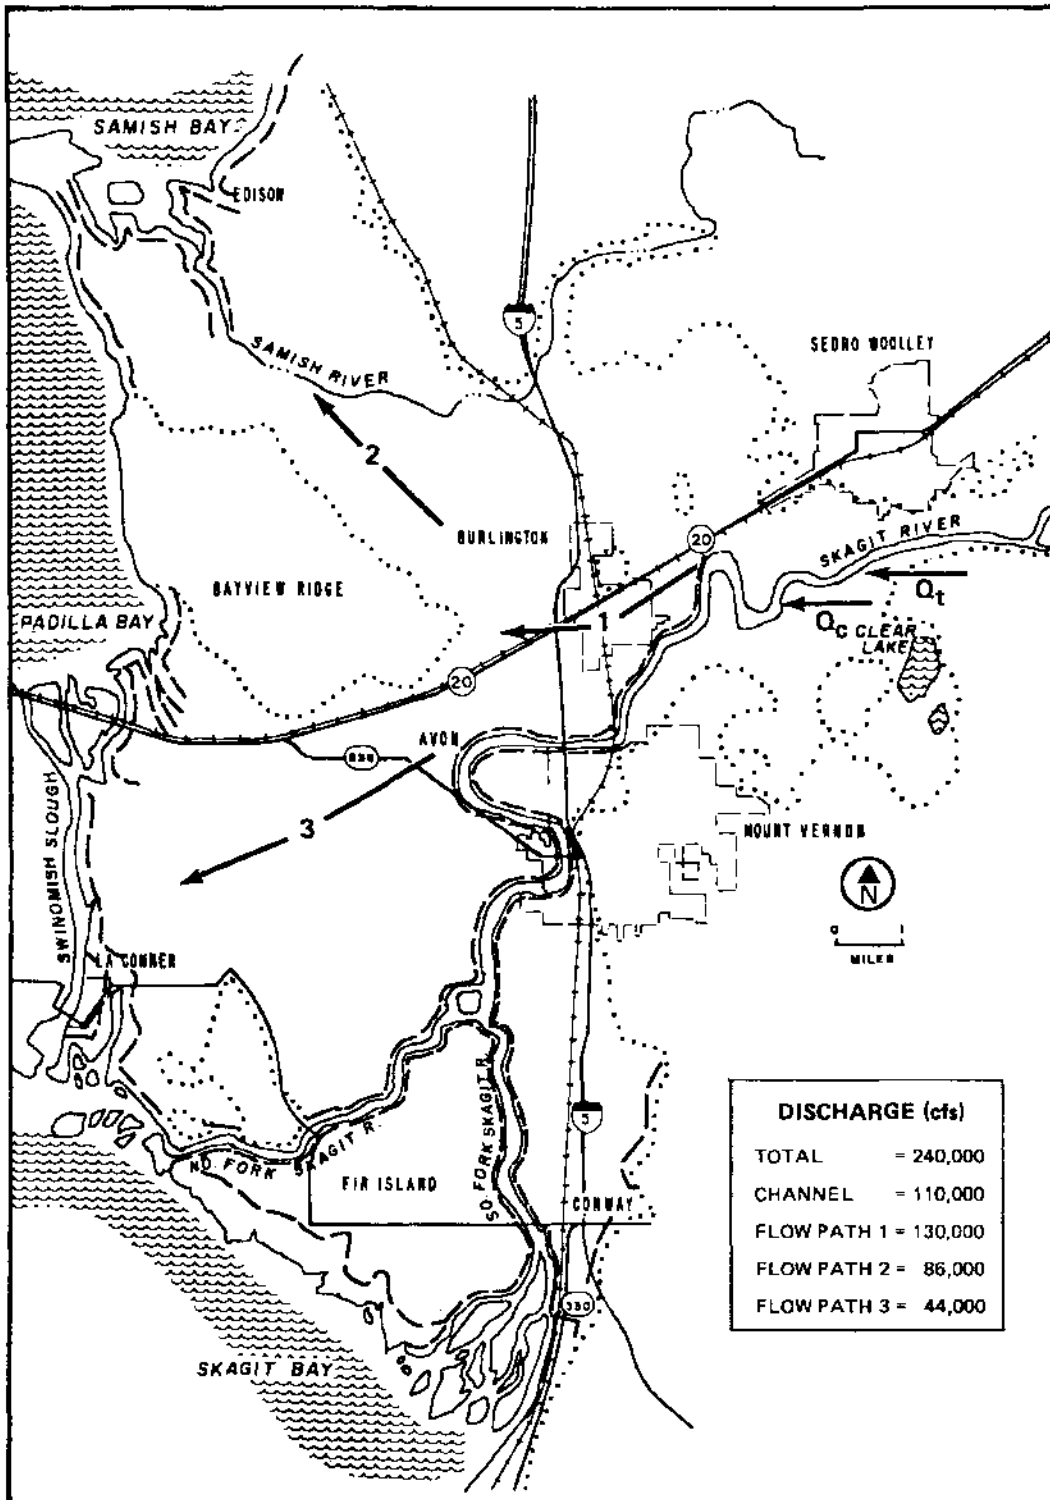 SAMISH BAY
EDISON
5
SEDRO WOOLLEY
SAMISH RIVER
2
BURLINGTON
20
SKAGIT RIVER
Qt
BAYVIEW RIDGE
PADILLA BAY
1
Qc
CLEAR
LAKE
20
AVON
SWINOMISH SLOUGH
3
MOUNT VERNON
N
0
1
MILES
LA CONNER
NO. FORK SKAGIT R.
SO. FORK SKAGIT R.
5
FIR ISLAND
CONWAY
530
SKAGIT BAY
DISCHARGE (cfs)
TOTAL = 240,000
CHANNEL = 110,000
FLOW PATH 1 = 130,000
FLOW PATH 2 = 86,000
FLOW PATH 3 = 44,000